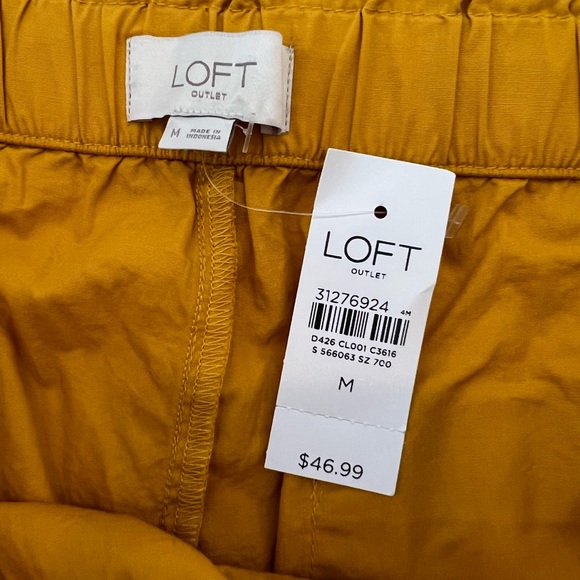 LOFT
OUTLET
M
MADE IN
INDONESIA
LOFT
OUTLET
31276924 4M
D426 CL001 C3616
S 566063 SZ 700
M
$46.99